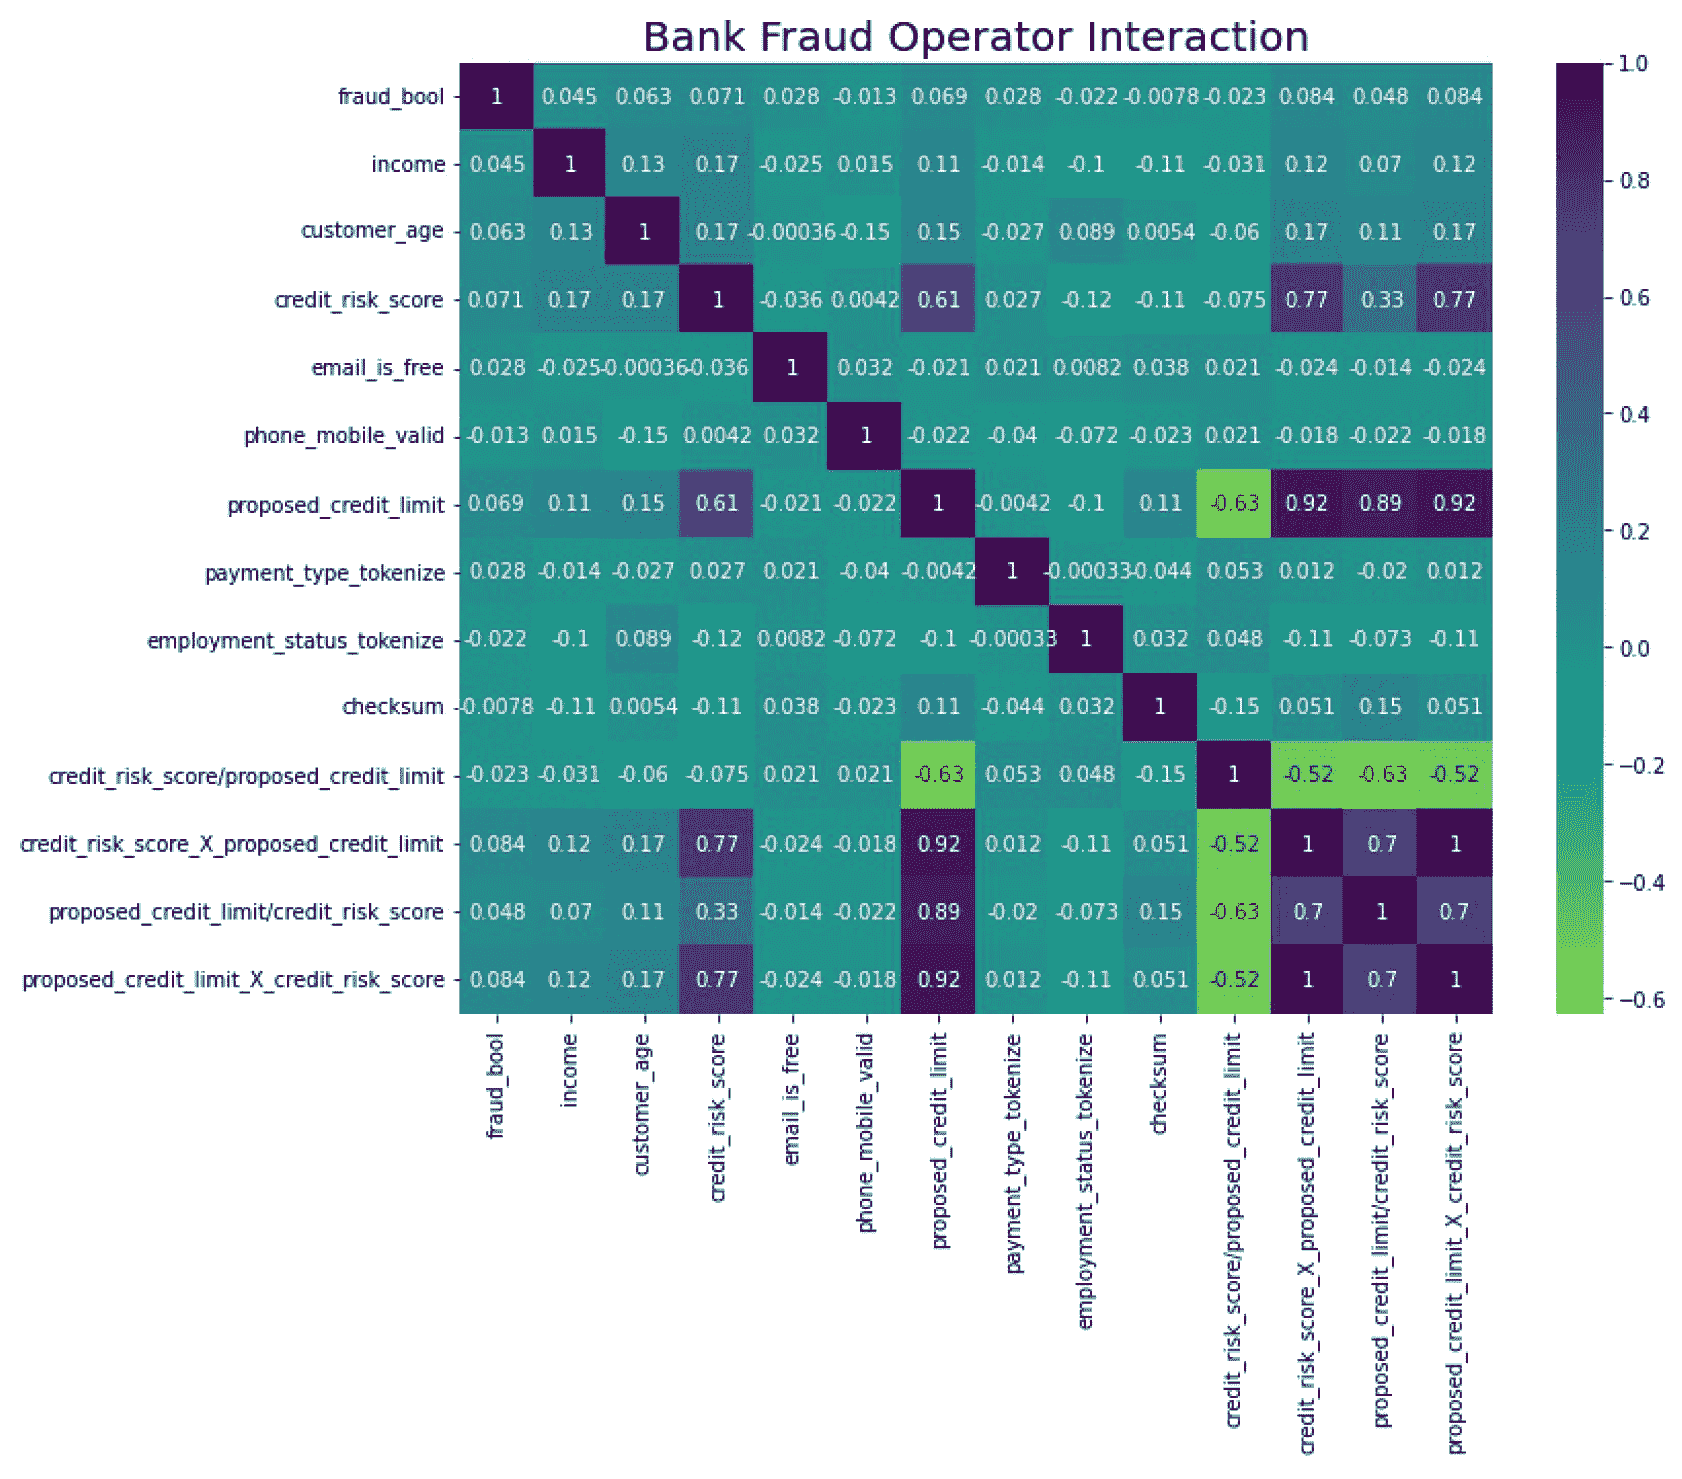 Bank Fraud Operator Interaction
fraud_bool 1 0.045 0.063 0.071 0.028 -0.013 0.069 0.028 -0.022 -0.0078 -0.023 0.084 0.048 0.084
income 0.045 1 0.13 0.17 -0.025 0.015 0.11 -0.014 -0.1 -0.11 -0.031 0.12 0.07 0.12
customer_age 0.063 0.13 1 0.17 -0.00036 -0.15 0.15 -0.027 0.089 0.0054 -0.06 0.17 0.11 0.17
credit_risk_score 0.071 0.17 0.17 1 -0.036 0.0042 0.61 0.027 -0.12 -0.11 -0.075 0.77 0.33 0.77
email_is_free 0.028 -0.025 -0.00036 -0.036 1 0.032 -0.021 0.021 0.0082 0.038 0.021 -0.024 -0.014 -0.024
phone_mobile_valid -0.013 0.015 -0.15 0.0042 0.032 1 -0.022 -0.04 -0.072 -0.023 0.021 -0.018 -0.022 -0.018
proposed_credit_limit 0.069 0.11 0.15 0.61 -0.021 -0.022 1 -0.0042 -0.1 0.11 -0.63 0.92 0.89 0.92
payment_type_tokenize 0.028 -0.014 -0.027 0.027 0.021 -0.04 -0.0042 1 -0.00033 -0.044 0.053 0.012 -0.02 0.012
employment_status_tokenize -0.022 -0.1 0.089 -0.12 0.0082 -0.072 -0.1 -0.00033 1 0.032 0.048 -0.11 -0.073 -0.11
checksum -0.0078 -0.11 0.0054 -0.11 0.038 -0.023 0.11 -0.044 0.032 1 -0.15 0.051 0.15 0.051
credit_risk_score/proposed_credit_limit -0.023 -0.031 -0.06 -0.075 0.021 0.021 -0.63 0.053 0.048 -0.15 1 -0.52 -0.63 -0.52
credit_risk_score_X_proposed_credit_limit 0.084 0.12 0.17 0.77 -0.024 -0.018 0.92 0.012 -0.11 0.051 -0.52 1 0.7 1
proposed_credit_limit/credit_risk_score 0.048 0.07 0.11 0.33 -0.014 -0.022 0.89 -0.02 -0.073 0.15 -0.63 0.7 1 0.7
proposed_credit_limit_X_credit_risk_score 0.084 0.12 0.17 0.77 -0.024 -0.018 0.92 0.012 -0.11 0.051 -0.52 1 0.7 1
fraud_bool
income
customer_age
credit_risk_score
email_is_free
phone_mobile_valid
proposed_credit_limit
payment_type_tokenize
employment_status_tokenize
checksum
credit_risk_score/proposed_credit_limit
credit_risk_score_X_proposed_credit_limit
proposed_credit_limit/credit_risk_score
proposed_credit_limit_X_credit_risk_score
1.0
0.8
0.6
0.4
0.2
0.0
−0.2
−0.4
−0.6